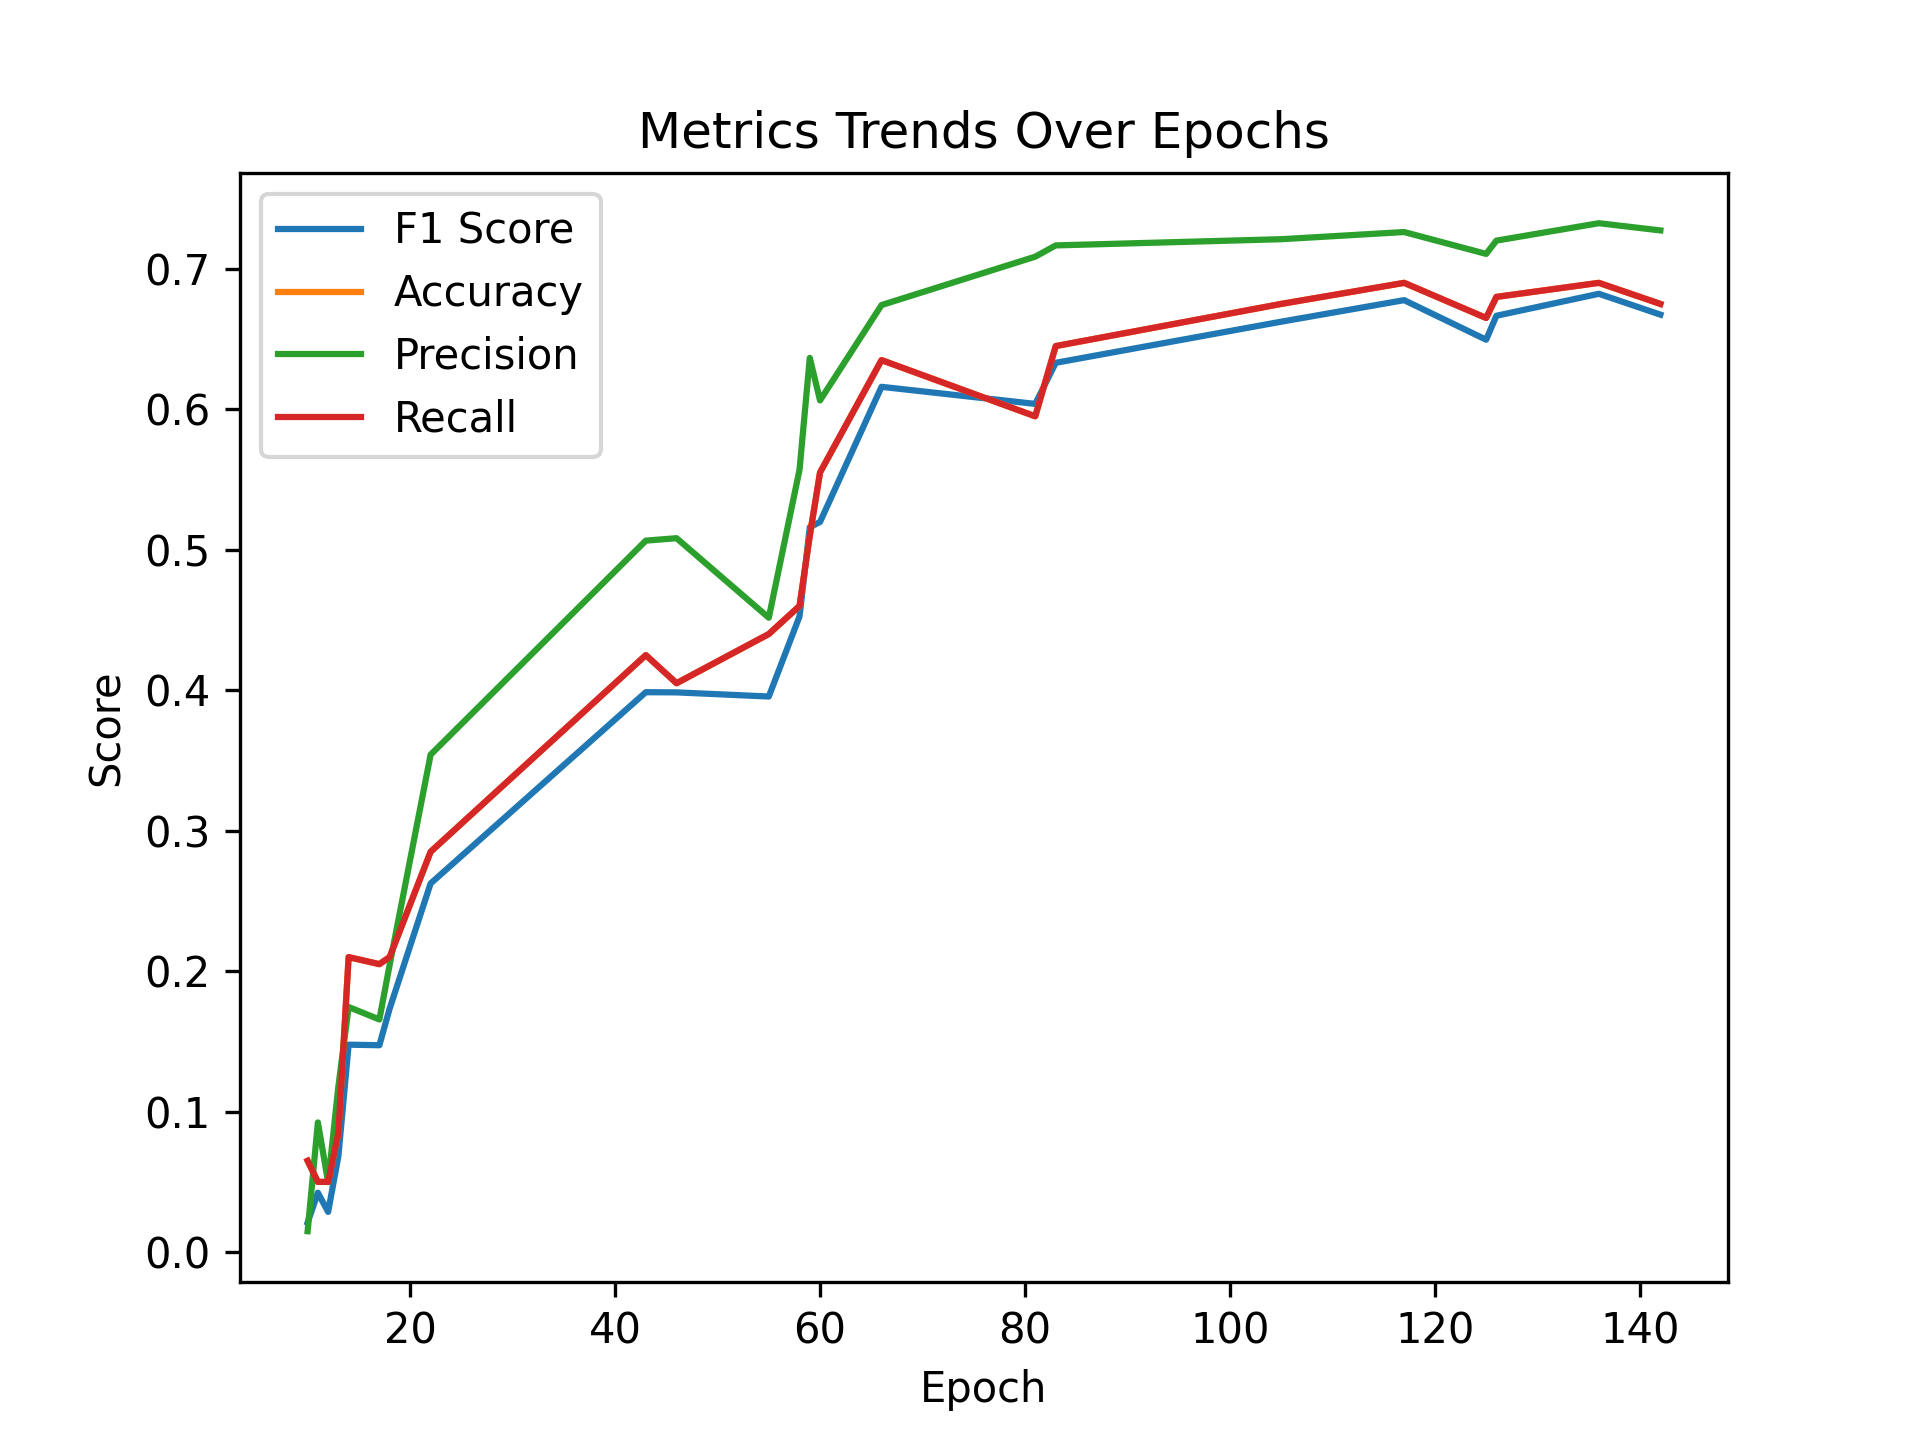 Metrics Trends Over Epochs
F1 Score
Accuracy
Precision
Recall
0.7
0.6
0.5
0.4
0.3
0.2
0.1
0.0
Score
20 40 60 80 100 120 140
Epoch